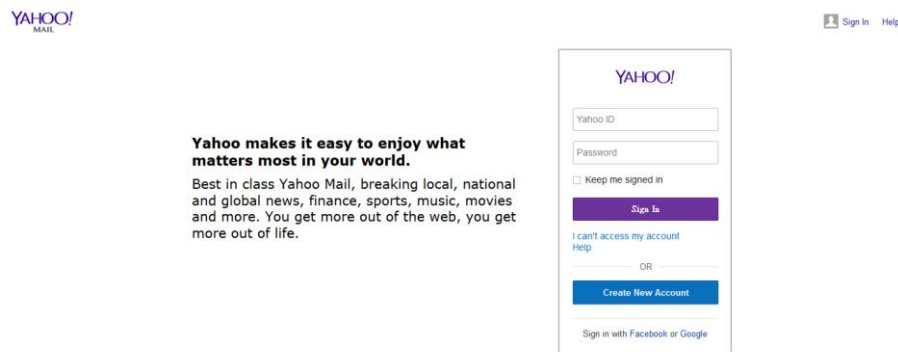 YAHOO!
MAIL
Sign In Help
YAHOO!
Yahoo ID
Password
Keep me signed in
Sign In
I can't access my account
Help
OR
Create New Account
Sign in with Facebook or Google
Yahoo makes it easy to enjoy what
matters most in your world.
Best in class Yahoo Mail, breaking local, national
and global news, finance, sports, music, movies
and more. You get more out of the web, you get
more out of life.